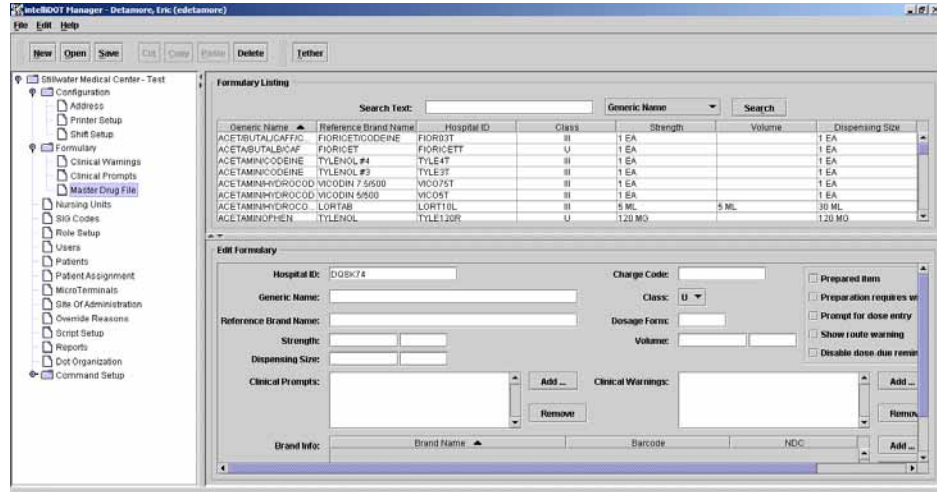 intelliDOT Manager - Detamore, Eric (edetamore)
File Edit Help
New Open Save Cut Copy Paste Delete Tether
Stillwater Medical Center - Test
Configuration
Address
Printer Setup
Shift Setup
Formulary
Clinical Warnings
Clinical Prompts
Master Drug File
Nursing Units
SIG Codes
Role Setup
Users
Patients
Patient Assignment
MicroTerminals
Site Of Administration
Override Reasons
Script Setup
Reports
Dot Organization
Command Setup
Formulary Listing
Search Text: Generic Name Search
Generic Name Reference Brand Name Hospital ID Class Strength Volume Dispensing Size
ACET/BUTAL/CAFF/C... FIORICET/CODEINE FIOR03T III 1 EA 1 EA
ACETA/BUTALB/CAF FIORICET FIORICETT U 1 EA 1 EA
ACETAMIN/CODEINE TYLENOL #4 TYLE4T III 1 EA 1 EA
ACETAMIN/CODEINE TYLENOL #3 TYLE3T III 1 EA 1 EA
ACETAMIN/HYDROCOD VICODIN 7.5/500 VICO75T III 1 EA 1 EA
ACETAMIN/HYDROCOD VICODIN 5/500 VICO5T III 1 EA 1 EA
ACETAMIN/HYDROCO... LORTAB LORT10L III 5 ML 5 ML 30 ML
ACETAMINOPHEN TYLENOL TYLE120R U 120 MG 120 MG
Edit Formulary
Hospital ID: DQ8K74 Charge Code: Prepared item
Generic Name: Class: U Preparation requires w
Reference Brand Name: Dosage Form: Prompt for dose entry
Strength: Volume: Show route warning
Dispensing Size: Disable dose-due remin
Clinical Prompts: Add ... Clinical Warnings: Add ...
Remove Remov
Brand Info: Brand Name Barcode NDC Add ...